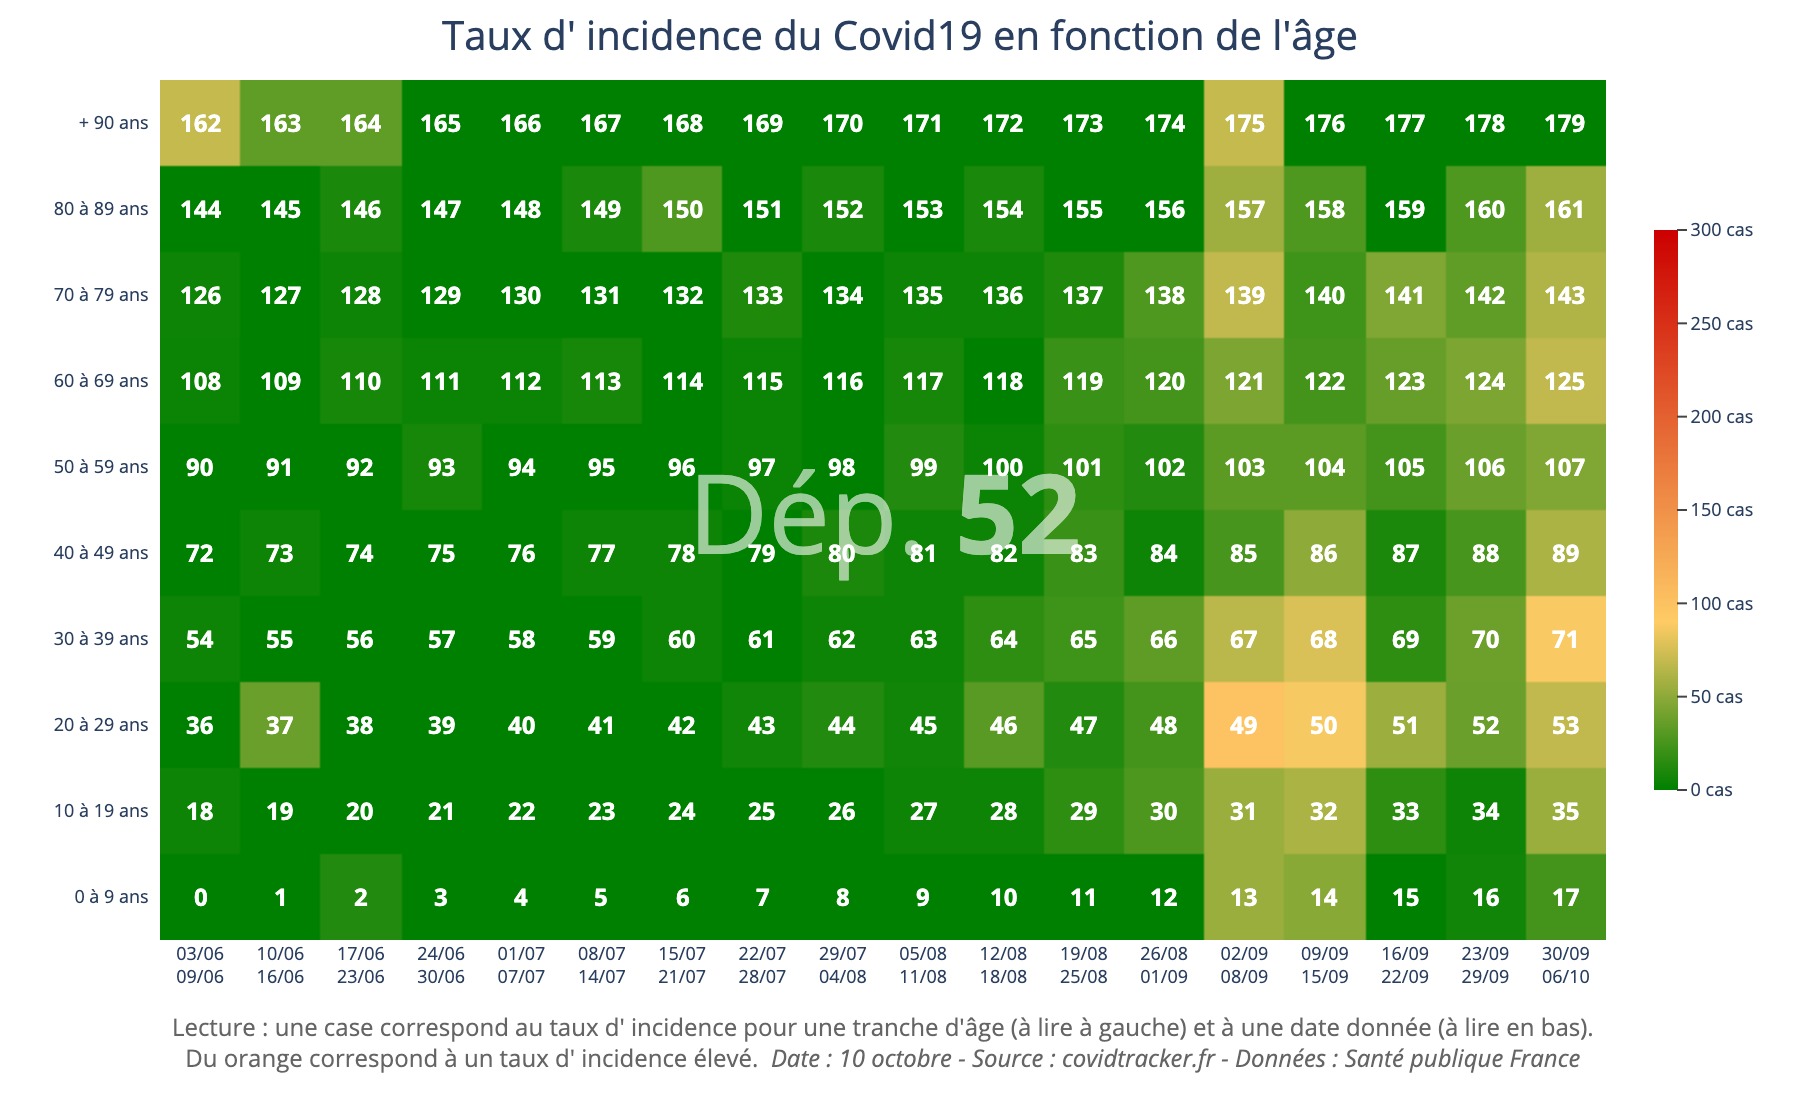 Taux d' incidence du Covid19 en fonction de l'âge
+ 90 ans 162 163 164 165 166 167 168 169 170 171 172 173 174 175 176 177 178 179
80 à 89 ans 144 145 146 147 148 149 150 151 152 153 154 155 156 157 158 159 160 161
300 cas
70 à 79 ans 126 127 128 129 130 131 132 133 134 135 136 137 138 139 140 141 142 143
250 cas
60 à 69 ans 108 109 110 111 112 113 114 115 116 117 118 119 120 121 122 123 124 125
200 cas
50 à 59 ans 90 91 92 93 94 95 96 97 98 99 100 101 102 103 104 105 106 107
150 cas
Dép. 52
40 à 49 ans 72 73 74 75 76 77 78 79 80 81 82 83 84 85 86 87 88 89
100 cas
30 à 39 ans 54 55 56 57 58 59 60 61 62 63 64 65 66 67 68 69 70 71
50 cas
20 à 29 ans 36 37 38 39 40 41 42 43 44 45 46 47 48 49 50 51 52 53
0 cas
10 à 19 ans 18 19 20 21 22 23 24 25 26 27 28 29 30 31 32 33 34 35
0 à 9 ans 0 1 2 3 4 5 6 7 8 9 10 11 12 13 14 15 16 17
03/06 10/06 17/06 24/06 01/07 08/07 15/07 22/07 29/07 05/08 12/08 19/08 26/08 02/09 09/09 16/09 23/09 30/09
09/06 16/06 23/06 30/06 07/07 14/07 21/07 28/07 04/08 11/08 18/08 25/08 01/09 08/09 15/09 22/09 29/09 06/10
Lecture : une case correspond au taux d' incidence pour une tranche d'âge (à lire à gauche) et à une date donnée (à lire en bas).
Du orange correspond à un taux d' incidence élevé. Date : 10 octobre - Source : covidtracker.fr - Données : Santé publique France